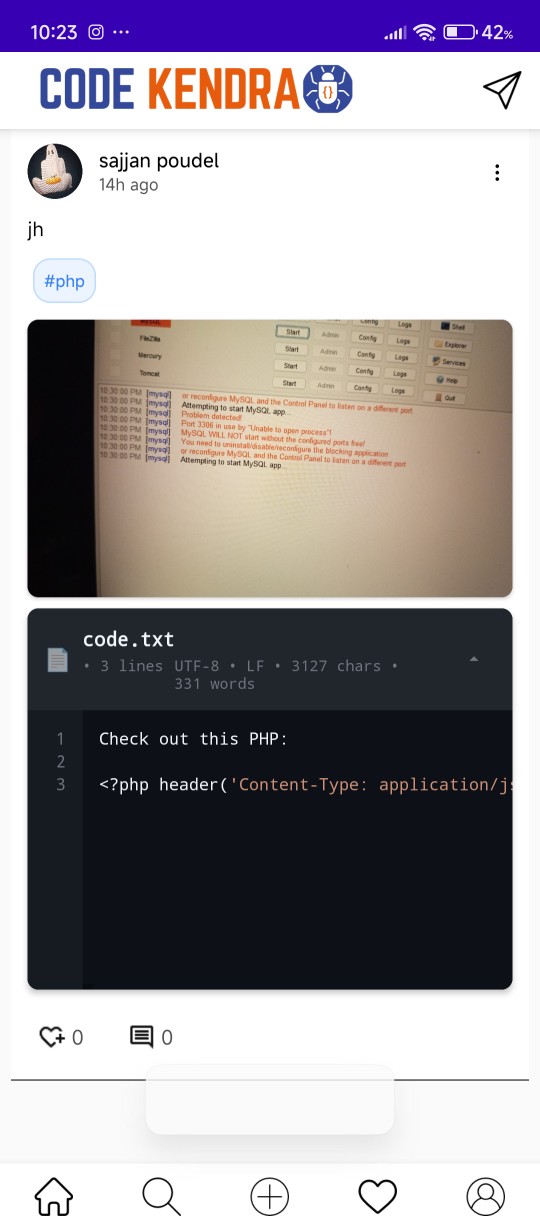 10:23
42%
CODE KENDRA
{}
sajjan poudel
14h ago
jh
#php
MySQL Config Logs Shell
FileZilla Start Admin Config Logs Explorer
Mercury Start Admin Config Logs Services
Tomcat Start Admin Config Logs Help
Start Admin Config Logs Quit
10:30:00 PM [mysql] or reconfigure MySQL and the Control Panel to listen on a different port
10:30:00 PM [mysql] Attempting to start MySQL app...
10:30:00 PM [mysql] Problem detected!
10:30:00 PM [mysql] Port 3306 in use by "Unable to open process"!
10:30:00 PM [mysql] MySQL WILL NOT start without the configured ports free!
10:30:00 PM [mysql] You need to uninstall/disable/reconfigure the blocking application
10:30:00 PM [mysql] or reconfigure MySQL and the Control Panel to listen on a different port
10:30:00 PM [mysql] Attempting to start MySQL app...
code.txt
• 3 lines UTF-8 • LF • 3127 chars •
331 words
1 Check out this PHP:
2
3 <?php header('Content-Type: application/js
0 0